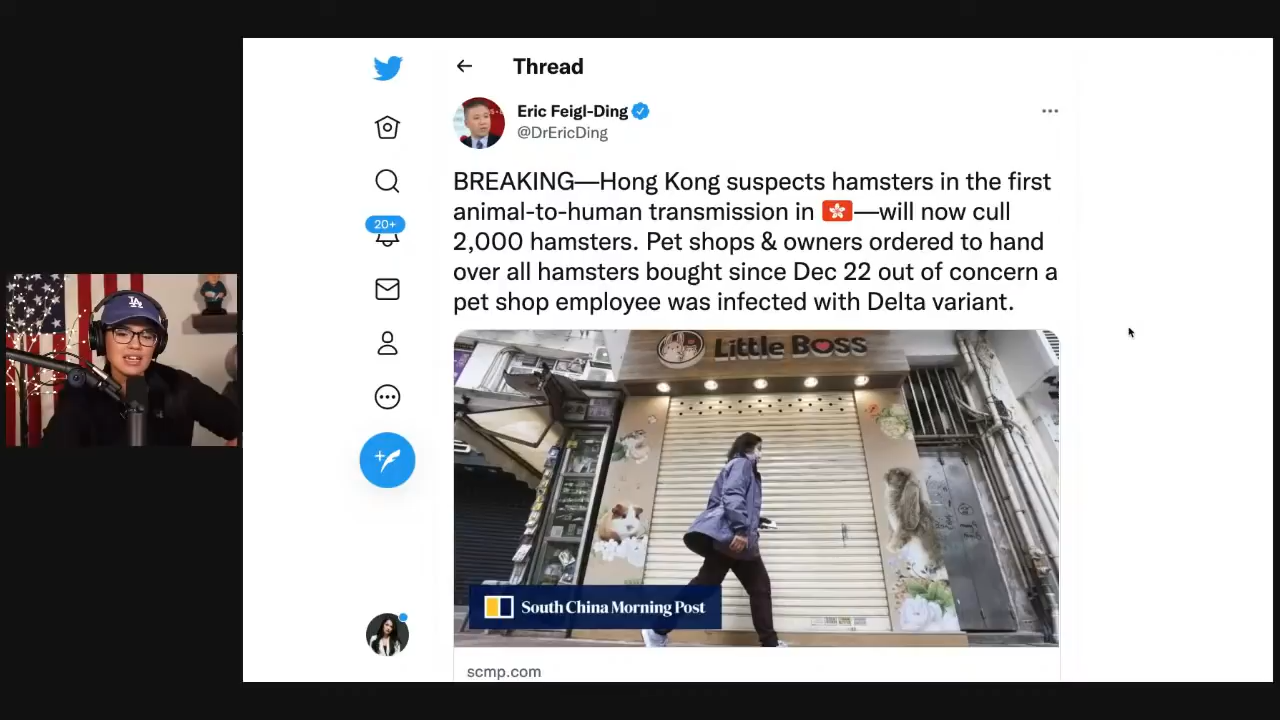 Thread
Eric Feigl-Ding
@DrEricDing
BREAKING—Hong Kong suspects hamsters in the first
animal-to-human transmission in 🇭🇰—will now cull
2,000 hamsters. Pet shops & owners ordered to hand
over all hamsters bought since Dec 22 out of concern a
pet shop employee was infected with Delta variant.
20+
LA
Little Boss
South China Morning Post
scmp.com